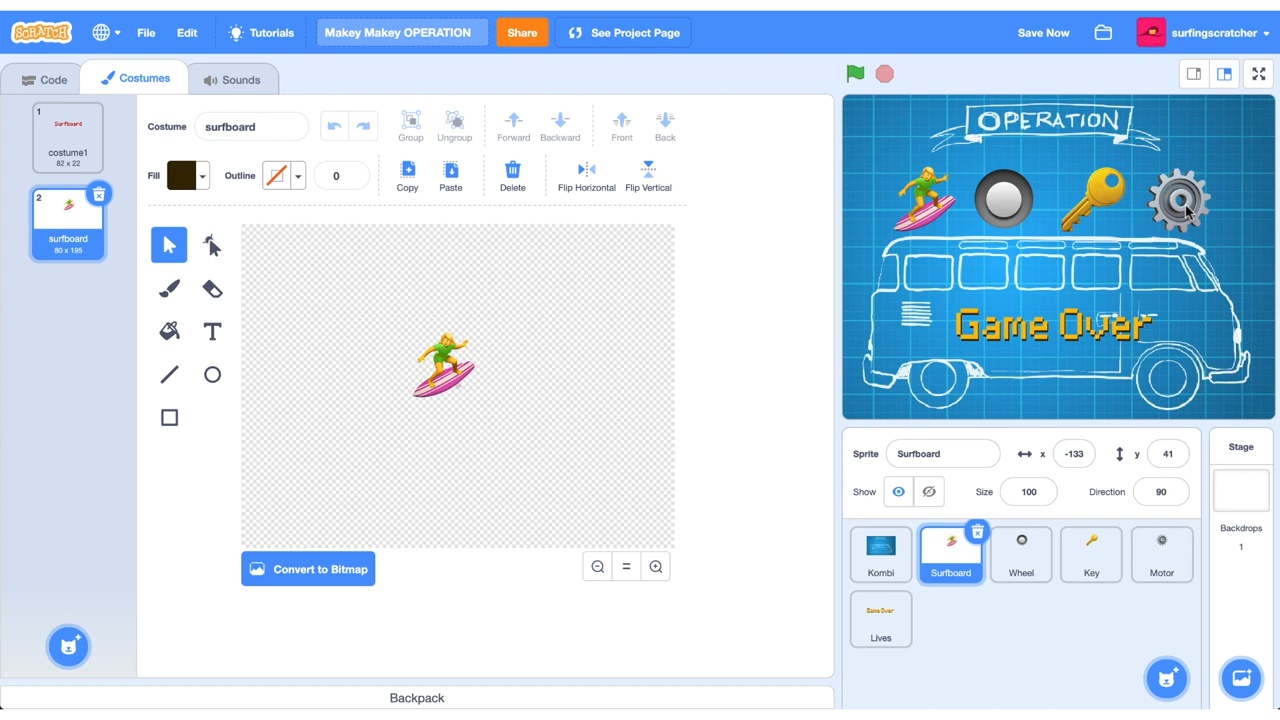 SCRATCH
File
Edit
Tutorials
Makey Makey OPERATION
Share
See Project Page
Save Now
surfingscratcher
Code
Costumes
Sounds
1
Surfboard
costume1
82 x 22
2
surfboard
80 x 195
Costume
surfboard
Group
Ungroup
Forward
Backward
Front
Back
Fill
Outline
0
Copy
Paste
Delete
Flip Horizontal
Flip Vertical
T
Convert to Bitmap
Backpack
OPERATION
Game Over
Sprite
Surfboard
x
-133
y
41
Show
Size
100
Direction
90
Kombi
Surfboard
Wheel
Key
Motor
Game Over
Lives
Stage
Backdrops
1